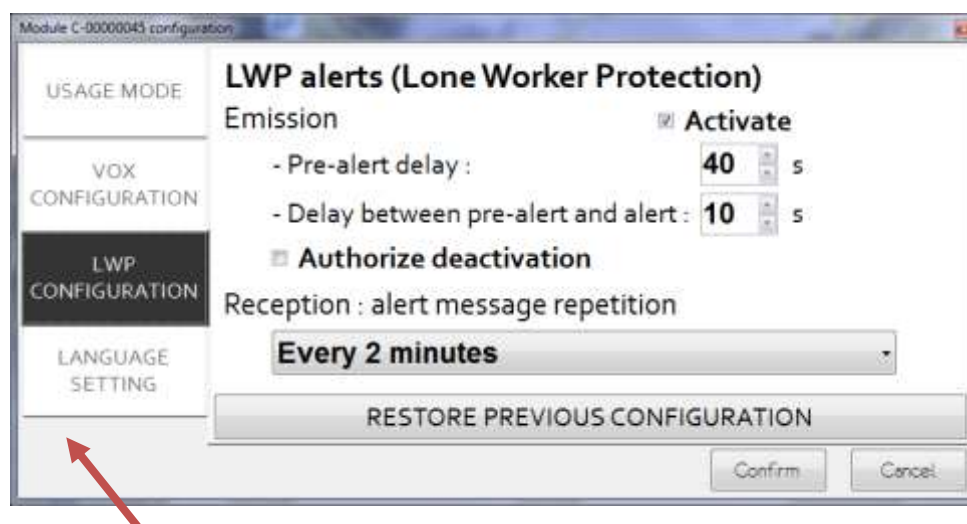 Module C-00000045 configuration
USAGE MODE
VOX
CONFIGURATION
LWP
CONFIGURATION
LANGUAGE
SETTING
LWP alerts (Lone Worker Protection)
Emission
Activate
- Pre-alert delay : 40 s
- Delay between pre-alert and alert : 10 s
Authorize deactivation
Reception : alert message repetition
Every 2 minutes
RESTORE PREVIOUS CONFIGURATION
Confirm
Cancel